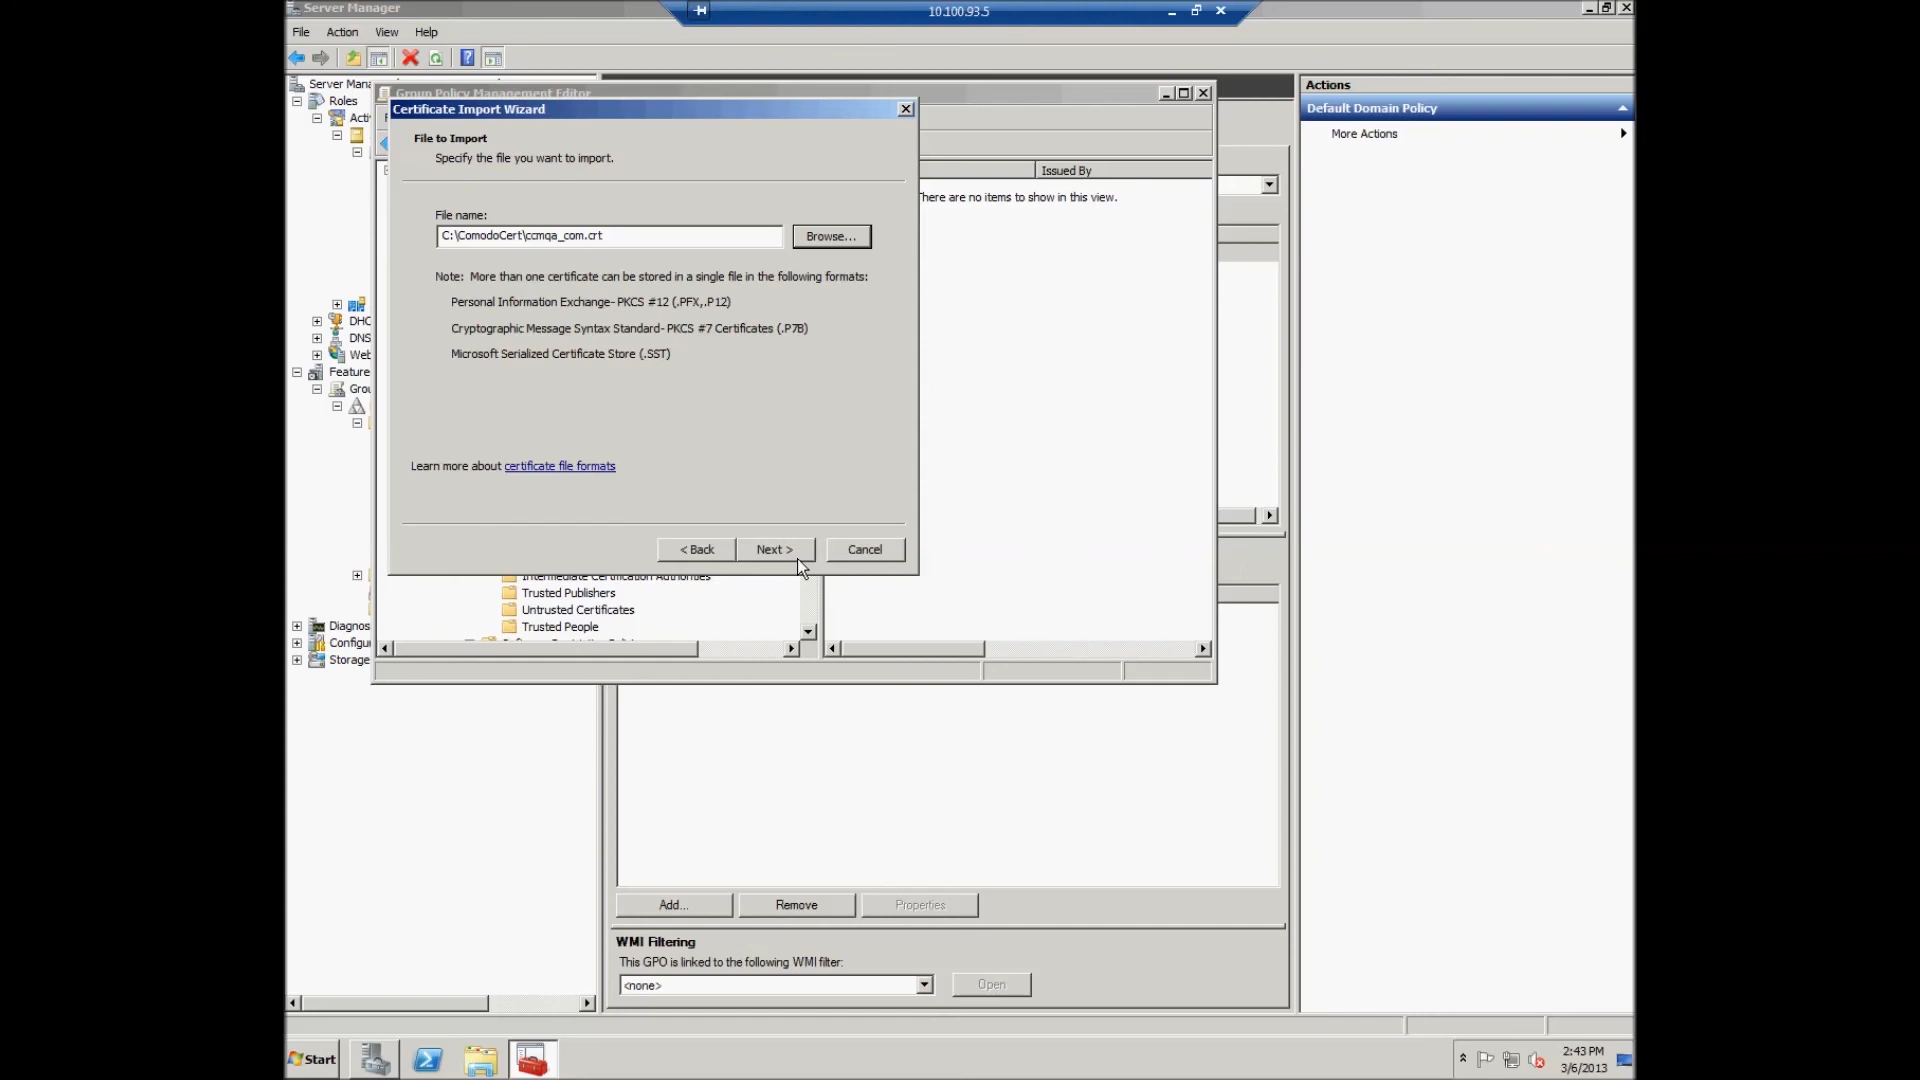 Server Manager
10.100.93.5
File Action View Help
Server Mana
Roles
Acti
DHC
DNS
Web
Feature
Grou
Diagnos
Configu
Storage
Group Policy Management Editor
Certificate Import Wizard
File to Import
Specify the file you want to import.
File name:
C:\ComodoCert\ccmqa_com.crt
Browse...
Note: More than one certificate can be stored in a single file in the following formats:
Personal Information Exchange- PKCS #12 (.PFX,.P12)
Cryptographic Message Syntax Standard- PKCS #7 Certificates (.P7B)
Microsoft Serialized Certificate Store (.SST)
Learn more about certificate file formats
< Back Next > Cancel
Issued By
here are no items to show in this view.
Intermediate Certification Authorities
Trusted Publishers
Untrusted Certificates
Trusted People
Add... Remove Properties
WMI Filtering
This GPO is linked to the following WMI filter:
<none>
Open
Actions
Default Domain Policy
More Actions
Start
2:43 PM
3/6/2013